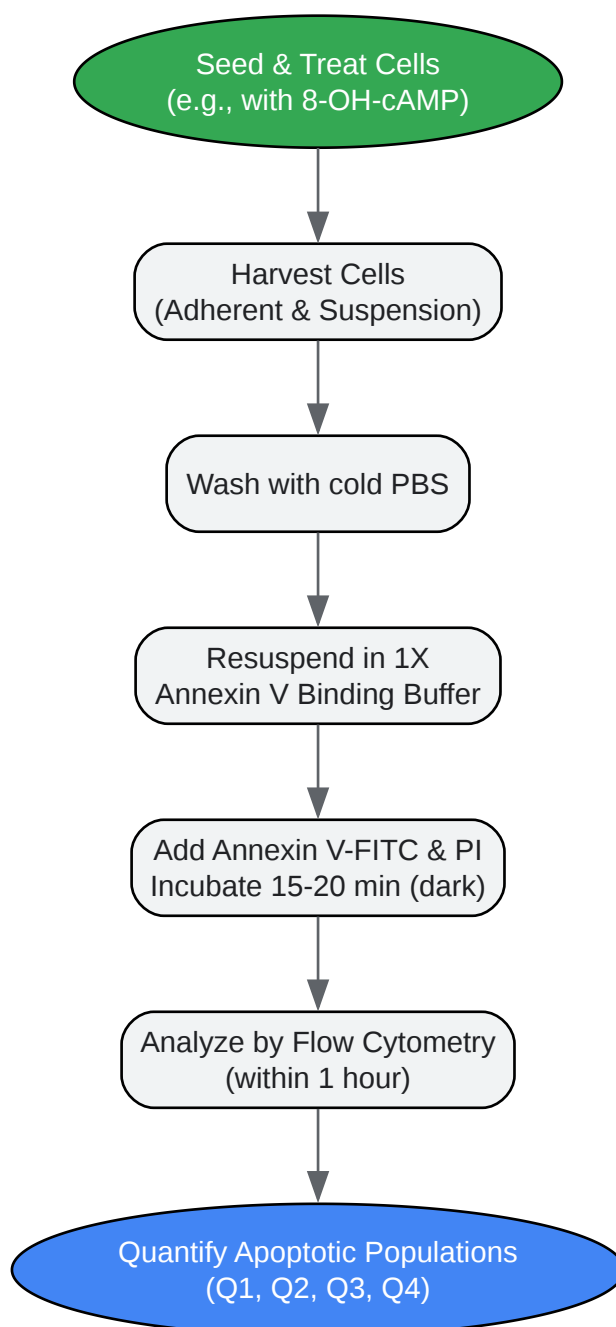 Seed & Treat Cells
(e.g., with 8-OH-cAMP)
Harvest Cells
(Adherent & Suspension)
Wash with cold PBS
Resuspend in 1X
Annexin V Binding Buffer
Add Annexin V-FITC & PI
Incubate 15-20 min (dark)
Analyze by Flow Cytometry
(within 1 hour)
Quantify Apoptotic Populations
(Q1, Q2, Q3, Q4)